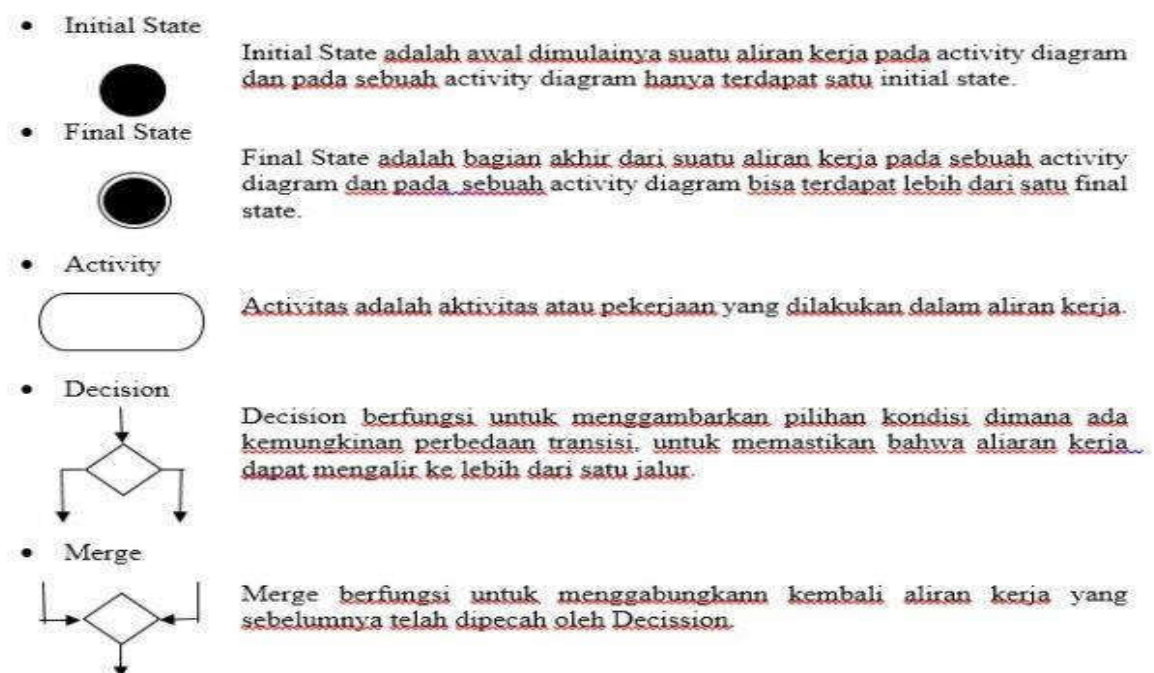 • Initial State
Initial State adalah awal dimulainya suatu aliran kerja pada activity diagram
dan pada sebuah activity diagram hanya terdapat satu initial state.
• Final State
Final State adalah bagian akhir dari suatu aliran kerja pada sebuah activity
diagram dan pada sebuah activity diagram bisa terdapat lebih dari satu final
state.
• Activity
Activitas adalah aktivitas atau pekerjaan yang dilakukan dalam aliran kerja.
• Decision
Decision berfungsi untuk menggambarkan pilihan kondisi dimana ada
kemungkinan perbedaan transisi, untuk memastikan bahwa aliaran kerja
dapat mengalir ke lebih dari satu jalur.
• Merge
Merge berfungsi untuk menggabungkann kembali aliran kerja yang
sebelumnya telah dipecah oleh Decission.